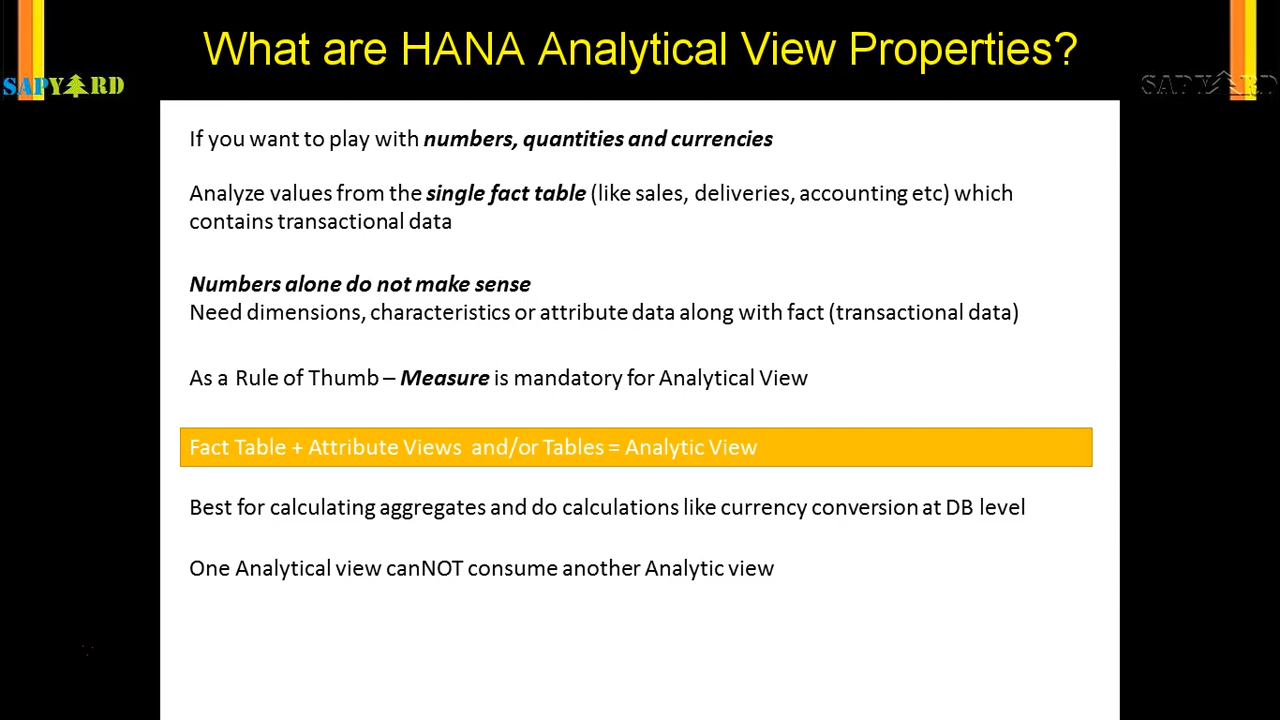 What are HANA Analytical View Properties?
SAPYARD
SAPYARD
If you want to play with numbers, quantities and currencies
Analyze values from the single fact table (like sales, deliveries, accounting etc) which
contains transactional data
Numbers alone do not make sense
Need dimensions, characteristics or attribute data along with fact (transactional data)
As a Rule of Thumb – Measure is mandatory for Analytical View
Fact Table + Attribute Views and/or Tables = Analytic View
Best for calculating aggregates and do calculations like currency conversion at DB level
One Analytical view canNOT consume another Analytic view